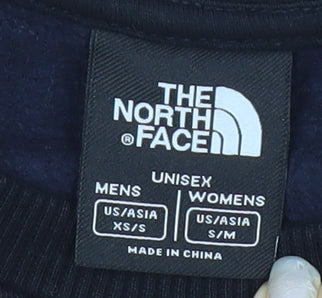 THE
NORTH
®FACE
UNISEX
MENS WOMENS
US/ASIA US/ASIA
XS/S S/M
MADE IN CHINA